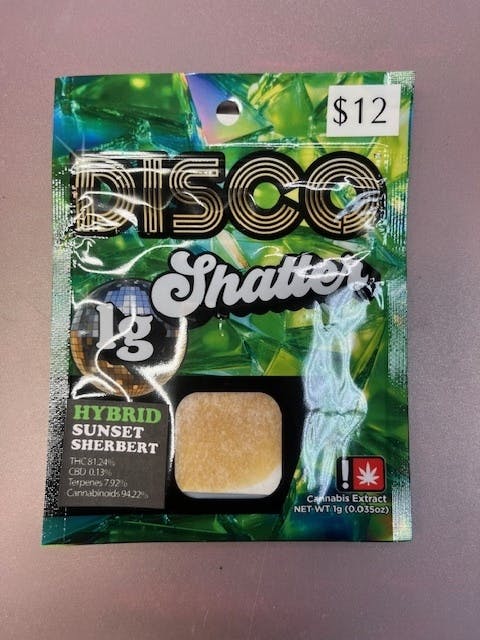 $12
DISCO
Shatter
1g
HYBRID
SUNSET
SHERBERT
THC 81.24%
CBD 0.13%
Terpenes 7.92%
Cannabinoids 94.22%
!
Cannabis Extract
NET WT 1g (0.035oz)